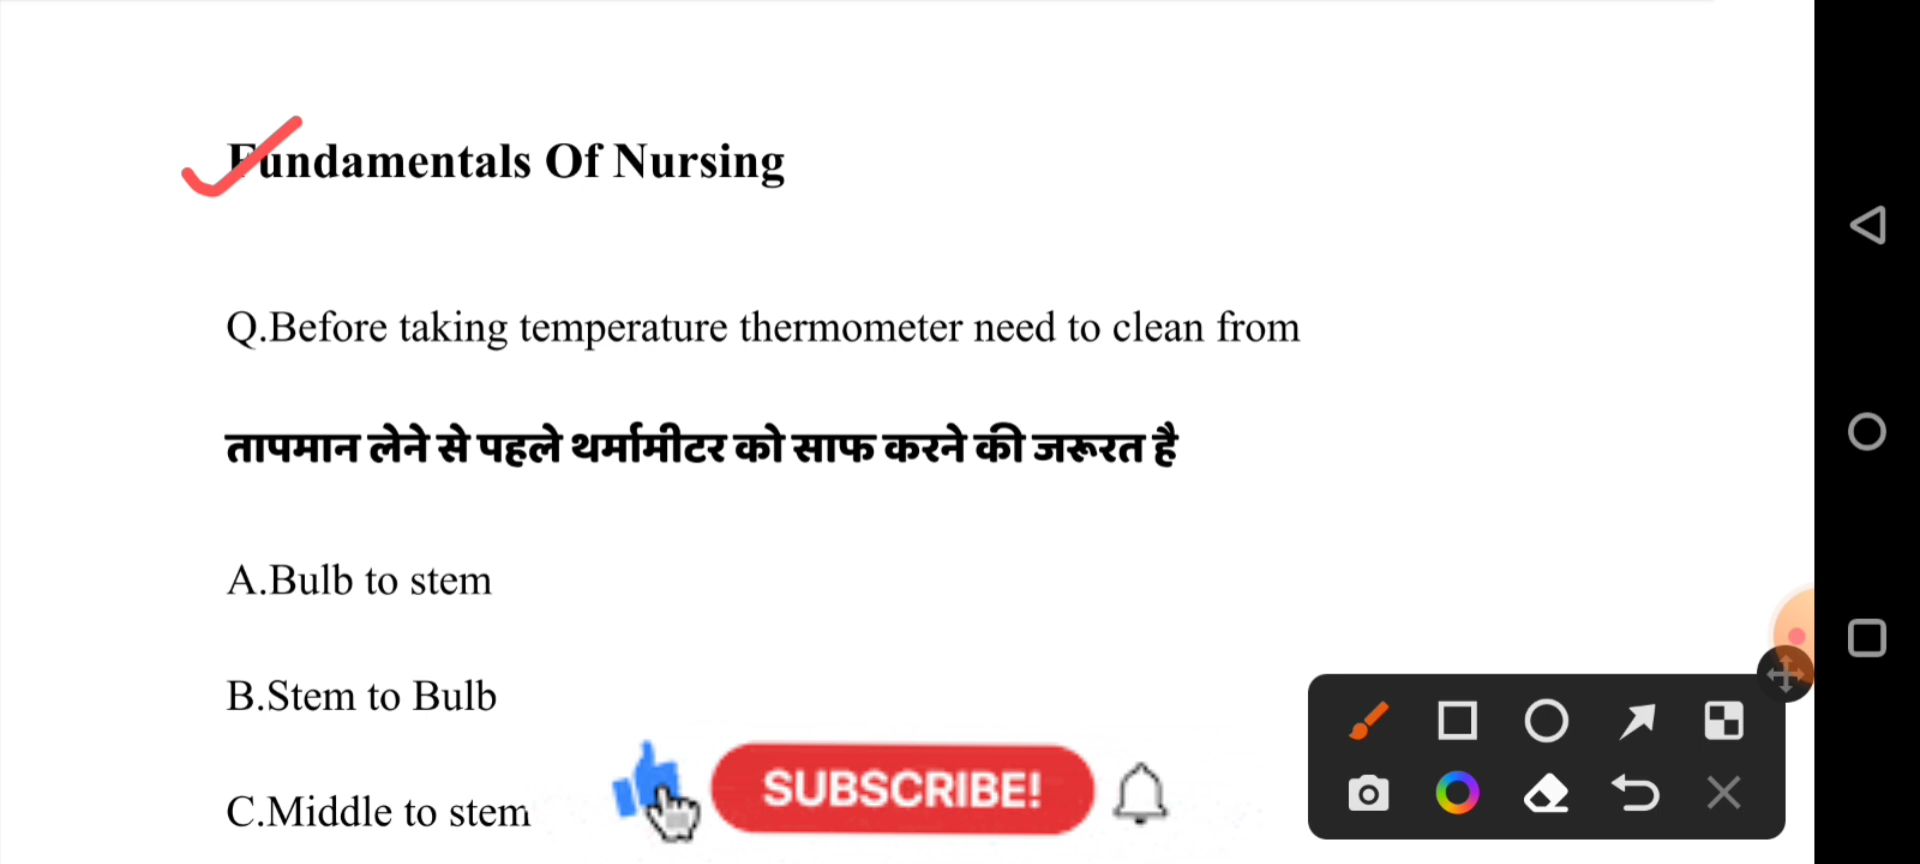 Fundamentals Of Nursing
Q.Before taking temperature thermometer need to clean from
तापमान लेने से पहले थर्मामीटर को साफ करने की जरूरत है
A.Bulb to stem
B.Stem to Bulb
C.Middle to stem
SUBSCRIBE!